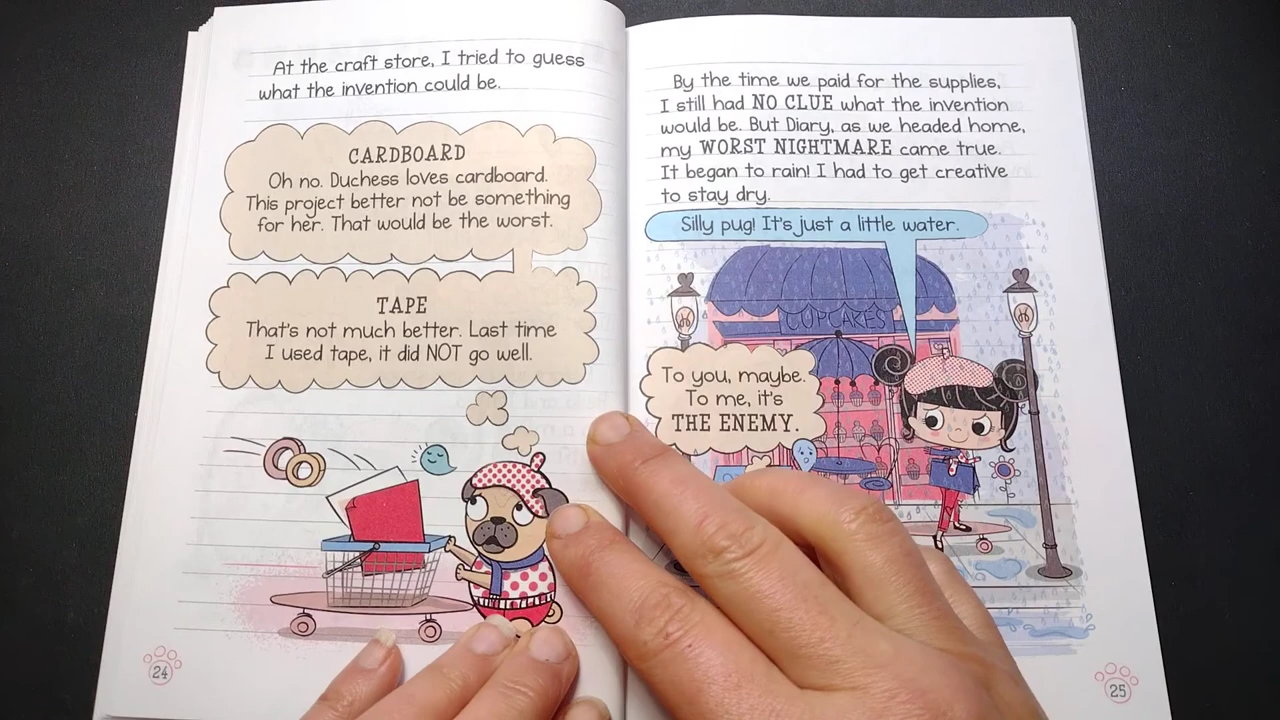 At the craft store, I tried to guess
what the invention could be.
CARDBOARD
Oh no. Duchess loves cardboard.
This project better not be something
for her. That would be the worst.
TAPE
That's not much better. Last time
I used tape, it did NOT go well.
24
By the time we paid for the supplies,
I still had NO CLUE what the invention
would be. But Diary, as we headed home,
my WORST NIGHTMARE came true.
It began to rain! I had to get creative
to stay dry.
Silly pug! It's just a little water.
CUPCAKES
To you, maybe.
To me, it's
THE ENEMY.
25